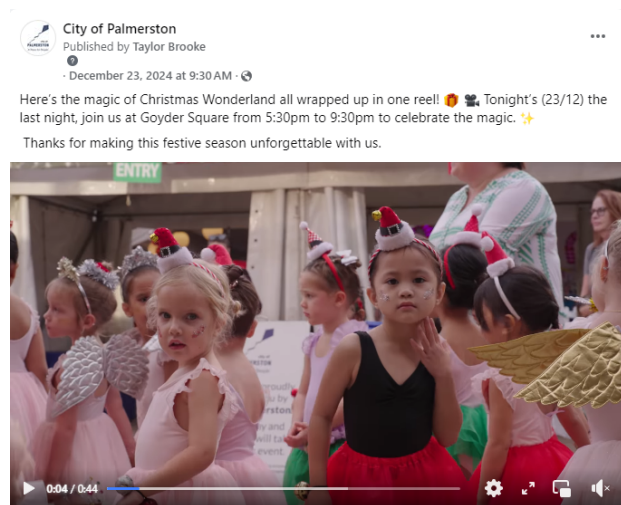 City of Palmerston
Published by Taylor Brooke
· December 23, 2024 at 9:30 AM ·
Here's the magic of Christmas Wonderland all wrapped up in one reel! 🎁 🎥 Tonight's (23/12) the
last night, join us at Goyder Square from 5:30pm to 9:30pm to celebrate the magic. ✨
Thanks for making this festive season unforgettable with us.
ENTRY
PALMERSTON
0:04 / 0:44